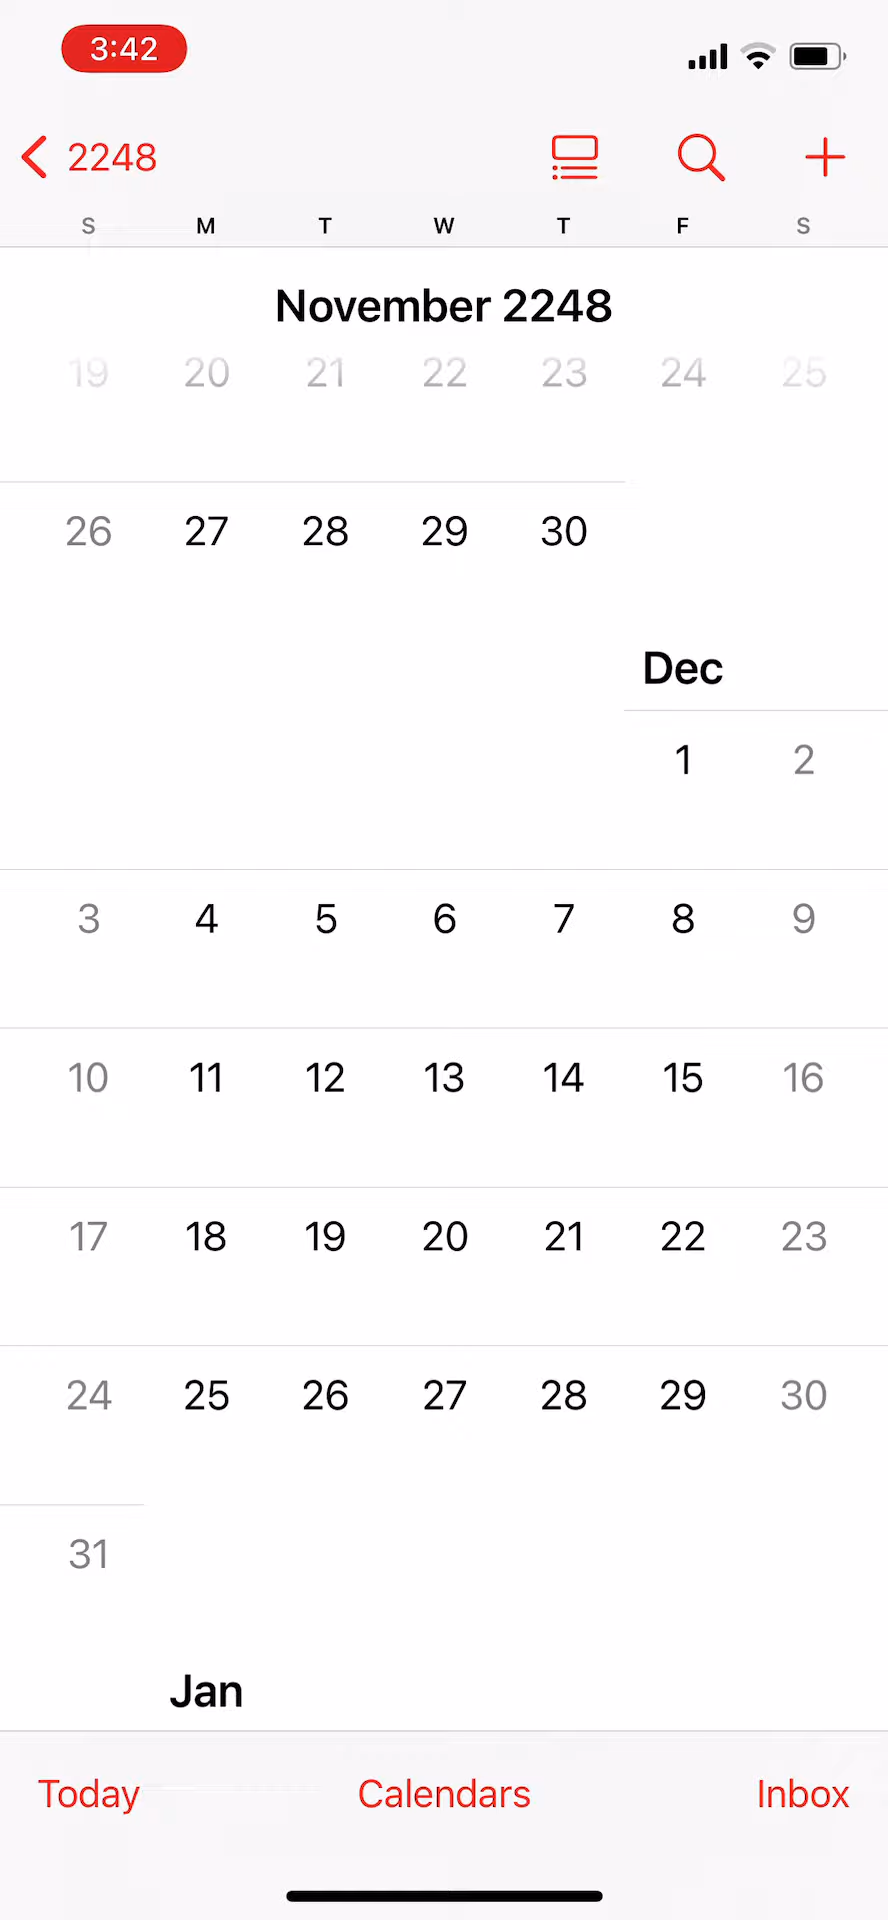 3:42
2248
S M T W T F S
November 2248
19 20 21 22 23 24 25
26 27 28 29 30
Dec
1 2
3 4 5 6 7 8 9
10 11 12 13 14 15 16
17 18 19 20 21 22 23
24 25 26 27 28 29 30
31
Jan
Today Calendars Inbox